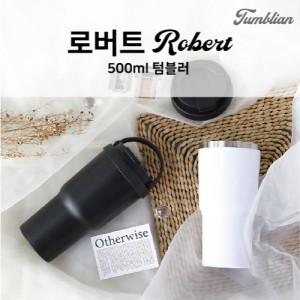 Tumblian
로버트 Robert
500ml 텀블러
Otherwise